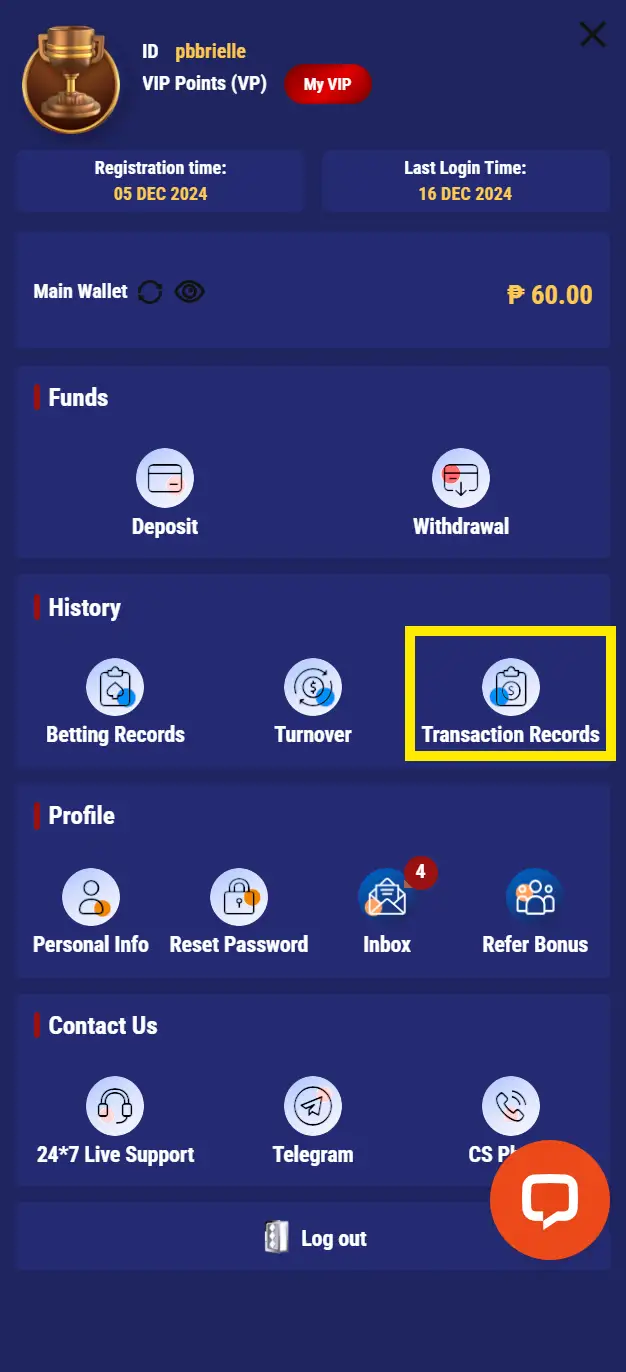 ID pbbrielle
VIP Points (VP) My VIP
Registration time:
05 DEC 2024
Last Login Time:
16 DEC 2024
Main Wallet ₱ 60.00
Funds
Deposit Withdrawal
History
Betting Records Turnover Transaction Records
Profile
4
Personal Info Reset Password Inbox Refer Bonus
Contact Us
24*7 Live Support Telegram CS
Log out